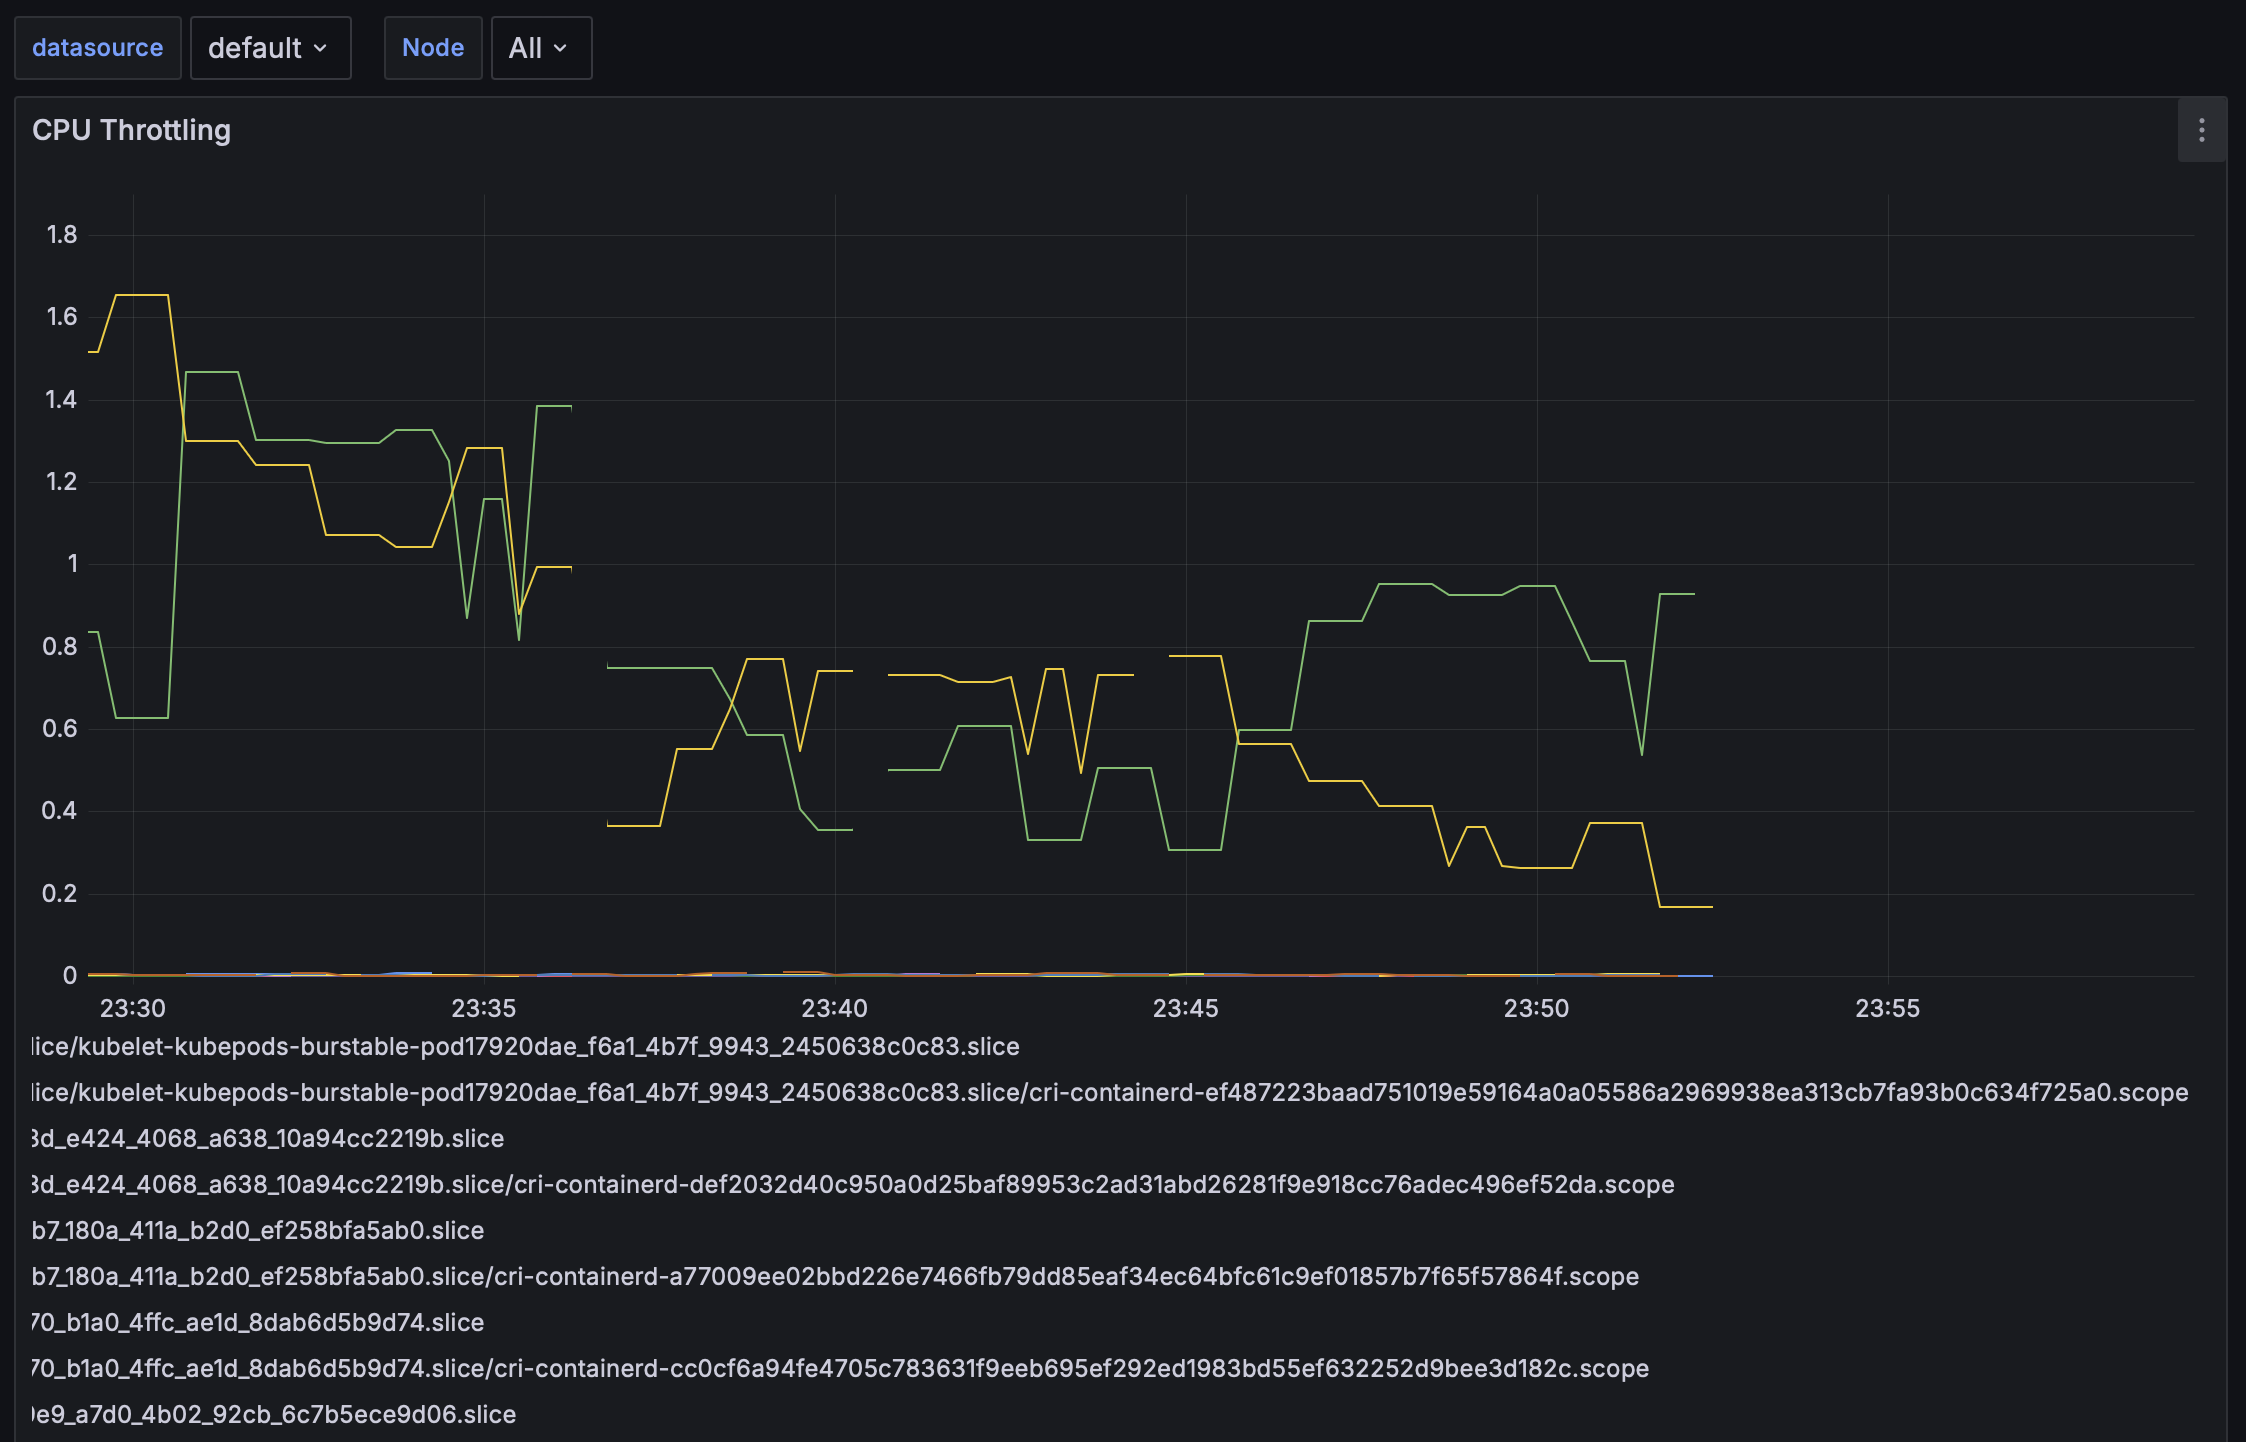 datasource default Node All
CPU Throttling
1.8
1.6
1.4
1.2
1
0.8
0.6
0.4
0.2
0
23:30 23:35 23:40 23:45 23:50 23:55
lice/kubelet-kubepods-burstable-pod17920dae_f6a1_4b7f_9943_2450638c0c83.slice
lice/kubelet-kubepods-burstable-pod17920dae_f6a1_4b7f_9943_2450638c0c83.slice/cri-containerd-ef487223baad751019e59164a0a05586a2969938ea313cb7fa93b0c634f725a0.scope
3d_e424_4068_a638_10a94cc2219b.slice
3d_e424_4068_a638_10a94cc2219b.slice/cri-containerd-def2032d40c950a0d25baf89953c2ad31abd26281f9e918cc76adec496ef52da.scope
b7_180a_411a_b2d0_ef258bfa5ab0.slice
b7_180a_411a_b2d0_ef258bfa5ab0.slice/cri-containerd-a77009ee02bbd226e7466fb79dd85eaf34ec64bfc61c9ef01857b7f65f57864f.scope
70_b1a0_4ffc_ae1d_8dab6d5b9d74.slice
70_b1a0_4ffc_ae1d_8dab6d5b9d74.slice/cri-containerd-cc0cf6a94fe4705c783631f9eeb695ef292ed1983bd55ef632252d9bee3d182c.scope
e9_a7d0_4b02_92cb_6c7b5ece9d06.slice